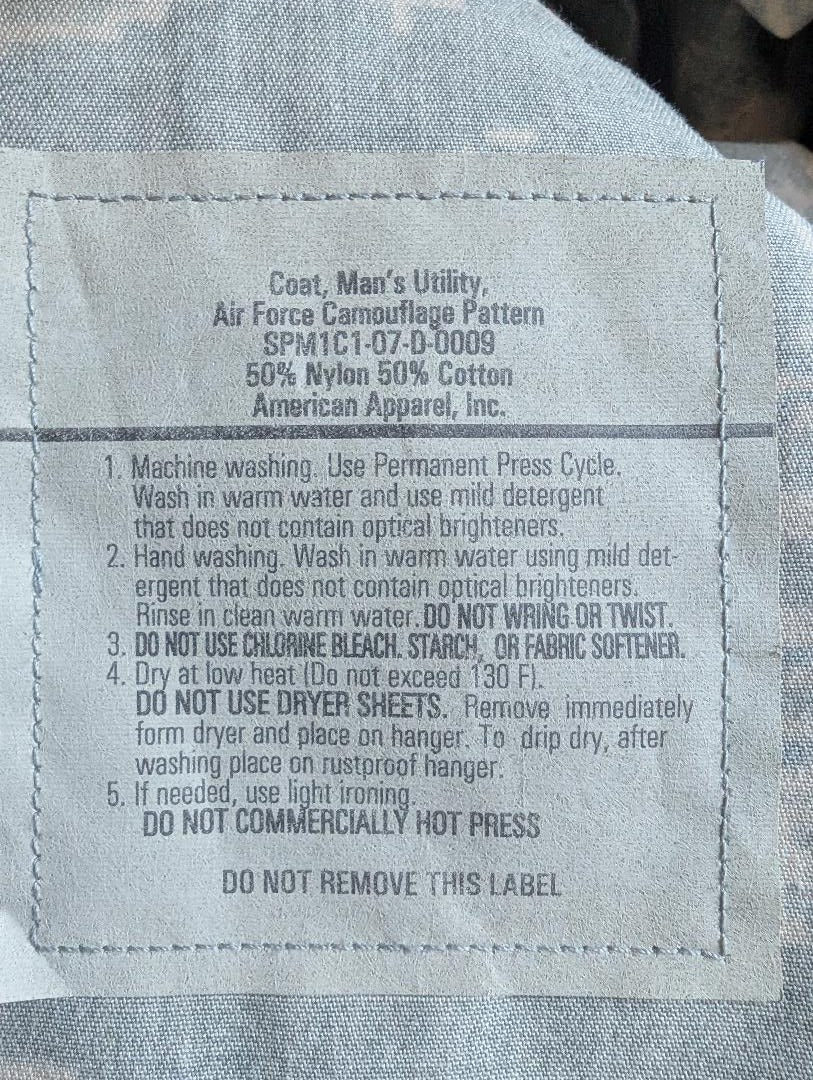 Coat, Man's Utility,
Air Force Camouflage Pattern
SPM1C1-07-D-0009
50% Nylon 50% Cotton
American Apparel, Inc.
1. Machine washing. Use Permanent Press Cycle.
Wash in warm water and use mild detergent
that does not contain optical brighteners.
2. Hand washing. Wash in warm water using mild det-
ergent that does not contain optical brighteners.
Rinse in clean warm water. DO NOT WRING OR TWIST.
3. DO NOT USE CHLORINE BLEACH. STARCH, OR FABRIC SOFTENER.
4. Dry at low heat (Do not exceed 130 F).
DO NOT USE DRYER SHEETS. Remove immediately
form dryer and place on hanger. To drip dry, after
washing place on rustproof hanger.
5. If needed, use light ironing.
DO NOT COMMERCIALLY HOT PRESS
DO NOT REMOVE THIS LABEL